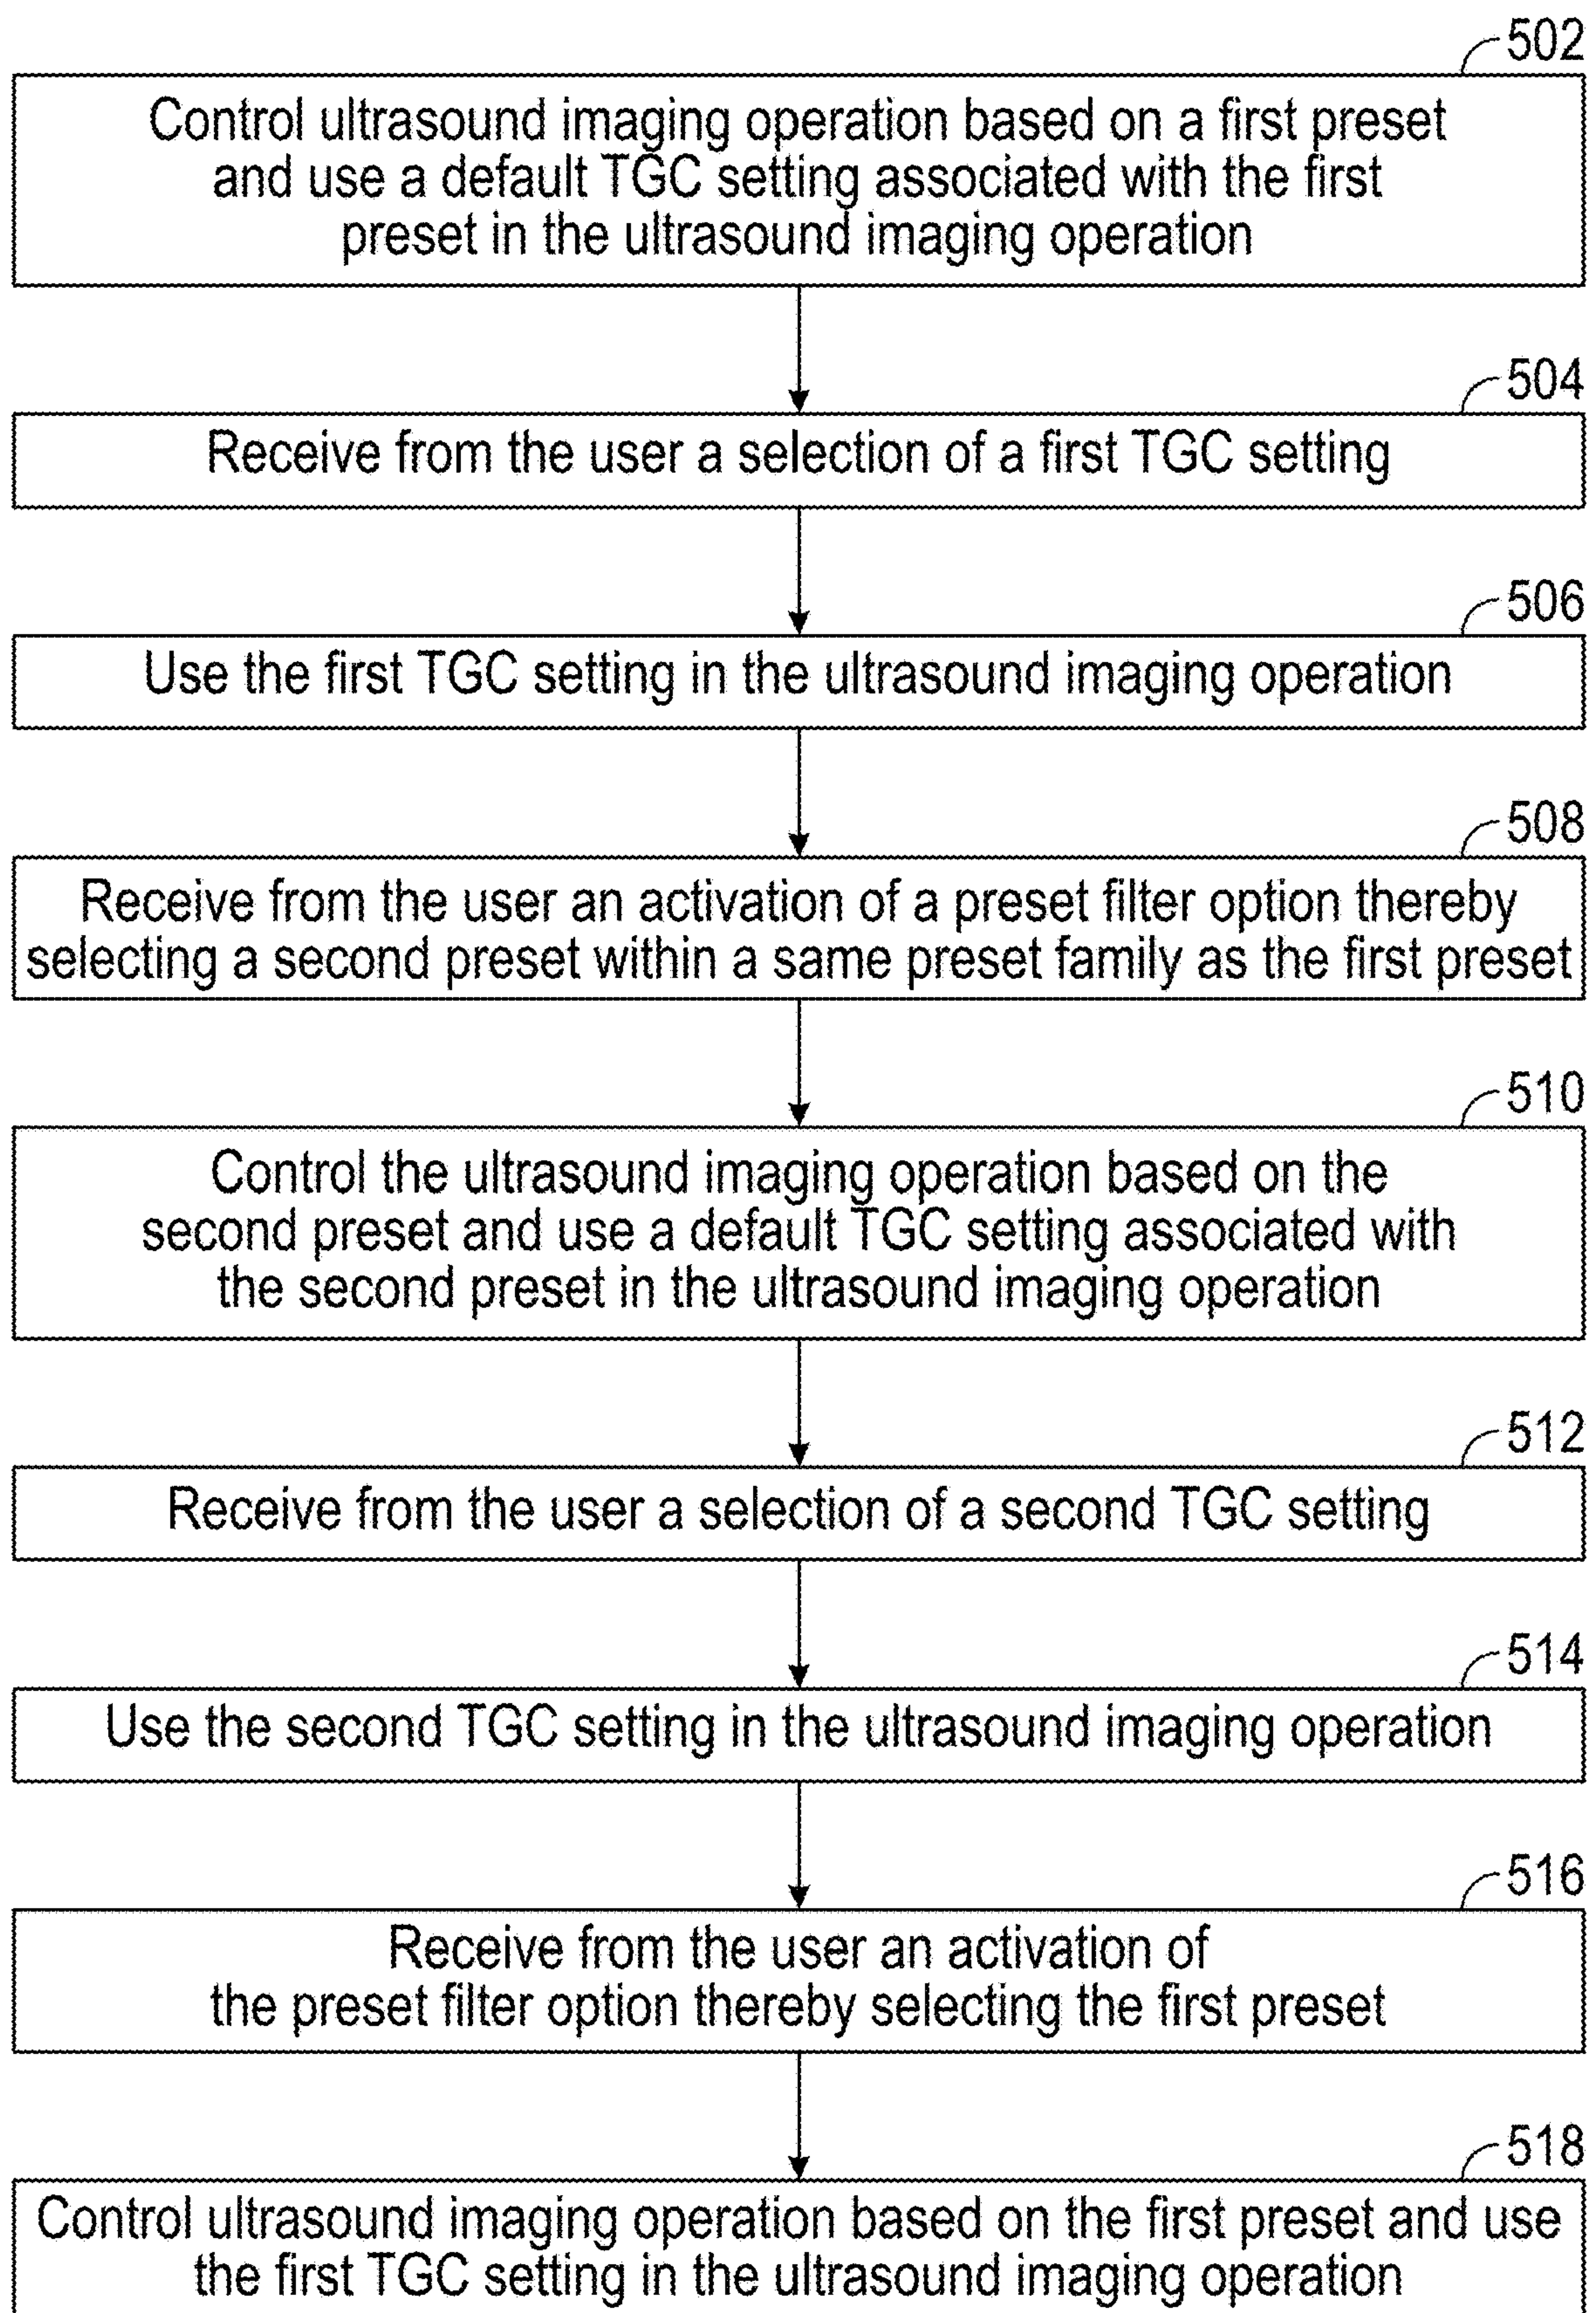 502
Control ultrasound imaging operation based on a first preset
and use a default TGC setting associated with the first
preset in the ultrasound imaging operation
504
Receive from the user a selection of a first TGC setting
506
Use the first TGC setting in the ultrasound imaging operation
508
Receive from the user an activation of a preset filter option thereby
selecting a second preset within a same preset family as the first preset
510
Control the ultrasound imaging operation based on the
second preset and use a default TGC setting associated with
the second preset in the ultrasound imaging operation
512
Receive from the user a selection of a second TGC setting
514
Use the second TGC setting in the ultrasound imaging operation
516
Receive from the user an activation of
the preset filter option thereby selecting the first preset
518
Control ultrasound imaging operation based on the first preset and use
the first TGC setting in the ultrasound imaging operation